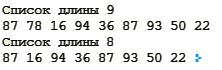 Список длины 9
87 78 16 94 36 87 93 50 22
Список длины 8
87 16 94 36 87 93 50 22